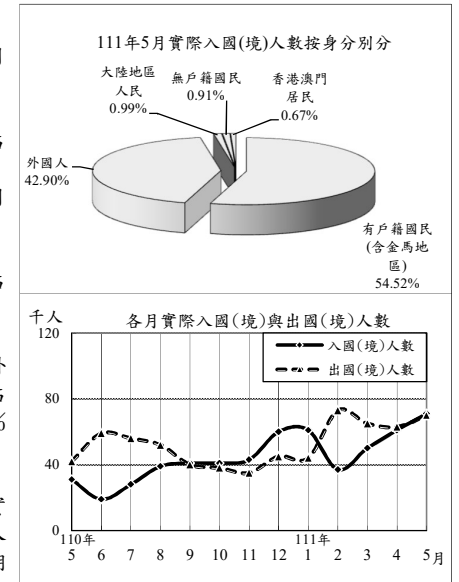 111年5月實際入國(境)人數按身分別分
大陸地區
人民
0.99%
無戶籍國民
0.91%
香港澳門
居民
0.67%
外國人
42.90%
有戶籍國民
(含金馬地
區)
54.52%
千人
各月實際入國(境)與出國(境)人數
入國(境)人數
出國(境)人數
120
80
40
0
110年
111年
5 6 7 8 9 10 11 12 1 2 3 4 5月